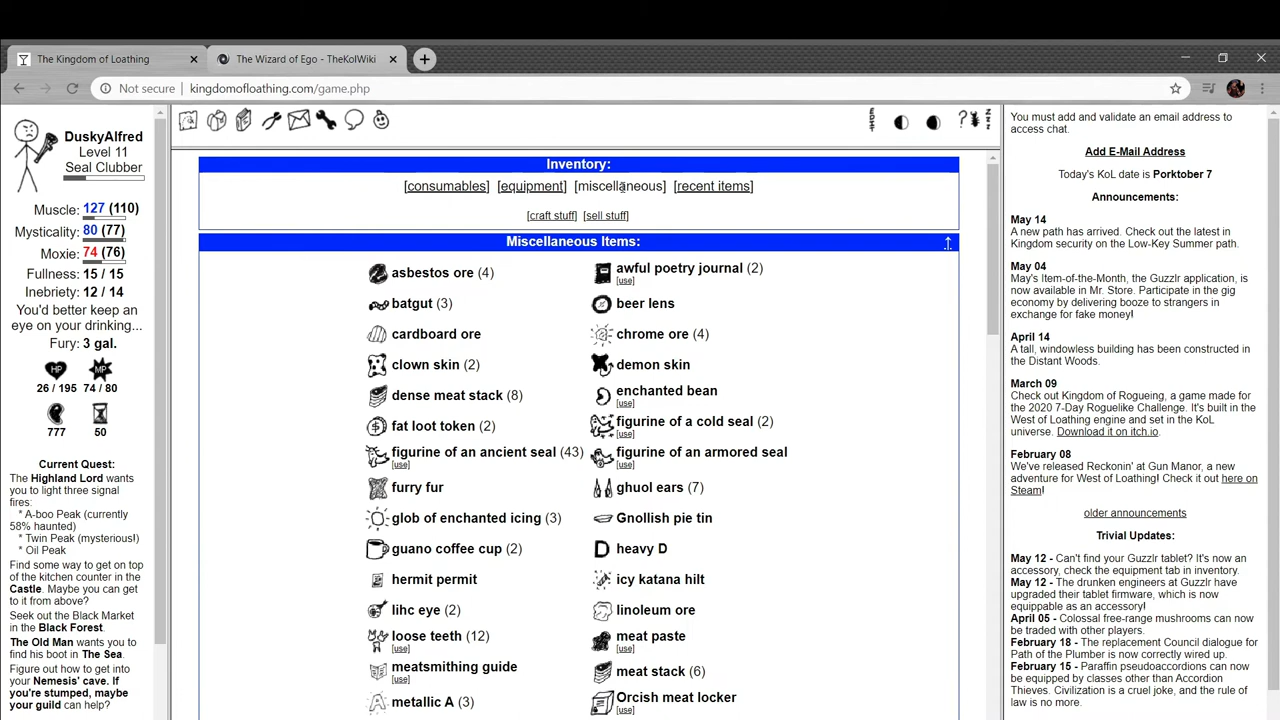 The Kingdom of Loathing
The Wizard of Ego - TheKolWiki
Not secure
kingdomofloathing.com/game.php
DuskyAlfred
Level 11
Seal Clubber
Muscle: 127 (110)
Mysticality: 80 (77)
Moxie: 74 (76)
Fullness: 15 / 15
Inebriety: 12 / 14
You'd better keep an
eye on your drinking...
Fury: 3 gal.
HP
MP
26 / 195 74 / 80
777
50
Current Quest:
The Highland Lord wants
you to light three signal
fires:
* A-boo Peak (currently
58% haunted)
* Twin Peak (mysterious!)
* Oil Peak
Find some way to get on top
of the kitchen counter in the
Castle. Maybe you can get
to it from above?
Seek out the Black Market
in the Black Forest.
The Old Man wants you to
find his boot in The Sea.
Figure out how to get into
your Nemesis' cave. If
you're stumped, maybe
your guild can help?
Inventory:
[consumables] [equipment] [miscellaneous] [recent items]
[craft stuff] [sell stuff]
Miscellaneous Items:
asbestos ore (4)
awful poetry journal (2)
[use]
batgut (3)
beer lens
cardboard ore
chrome ore (4)
clown skin (2)
demon skin
dense meat stack (8)
enchanted bean
[use]
fat loot token (2)
figurine of a cold seal (2)
[use]
figurine of an ancient seal (43)
[use]
figurine of an armored seal
[use]
furry fur
ghuol ears (7)
glob of enchanted icing (3)
Gnollish pie tin
guano coffee cup (2)
heavy D
hermit permit
icy katana hilt
lihc eye (2)
linoleum ore
loose teeth (12)
[use]
meat paste
[use]
meatsmithing guide
[use]
meat stack (6)
[use]
metallic A (3)
Orcish meat locker
[use]
You must add and validate an email address to
access chat.
Add E-Mail Address
Today's KoL date is Porktober 7
Announcements:
May 14
A new path has arrived. Check out the latest in
Kingdom security on the Low-Key Summer path.
May 04
May's Item-of-the-Month, the Guzzlr application, is
now available in Mr. Store. Participate in the gig
economy by delivering booze to strangers in
exchange for fake money!
April 14
A tall, windowless building has been constructed in
the Distant Woods.
March 09
Check out Kingdom of Rogueing, a game made for
the 2020 7-Day Roguelike Challenge. It's built in the
West of Loathing engine and set in the KoL
universe. Download it on itch.io.
February 08
We've released Reckonin' at Gun Manor, a new
adventure for West of Loathing! Check it out here on
Steam!
older announcements
Trivial Updates:
May 12 - Can't find your Guzzlr tablet? It's now an
accessory, check the equipment tab in inventory.
May 12 - The drunken engineers at Guzzlr have
upgraded their tablet firmware, which is now
equippable as an accessory!
April 05 - Colossal free-range mushrooms can now
be traded with other players.
February 18 - The replacement Council dialogue for
Path of the Plumber is now correctly wired up.
February 15 - Paraffin pseudoaccordions can now
be equipped by classes other than Accordion
Thieves. Civilization is a cruel joke, and the rule of
law is no more.